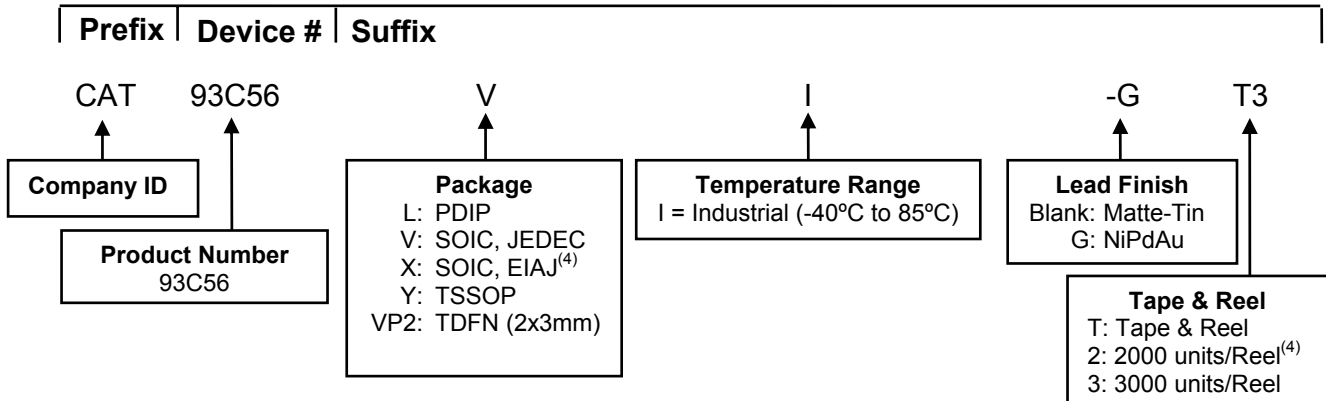 Prefix Device # Suffix
CAT 93C56 V I -G T3
Company ID
Product Number
93C56
Package
L: PDIP
V: SOIC, JEDEC
X: SOIC, EIAJ(4)
Y: TSSOP
VP2: TDFN (2x3mm)
Temperature Range
I = Industrial (-40ºC to 85ºC)
Lead Finish
Blank: Matte-Tin
G: NiPdAu
Tape & Reel
T: Tape & Reel
2: 2000 units/Reel(4)
3: 3000 units/Reel